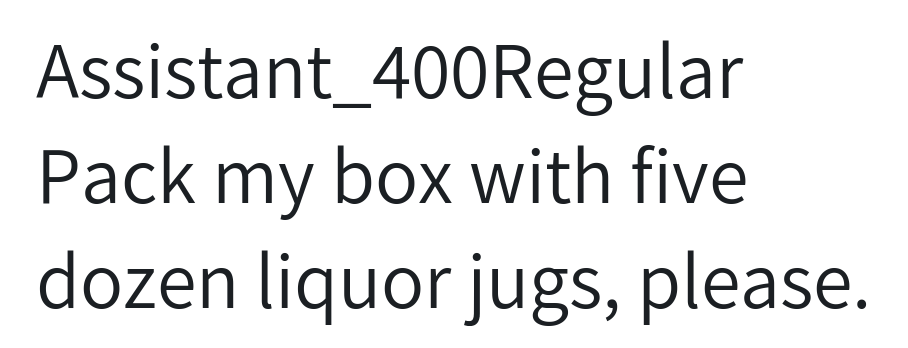 Assistant_400Regular
Pack my box with five
dozen liquor jugs, please.